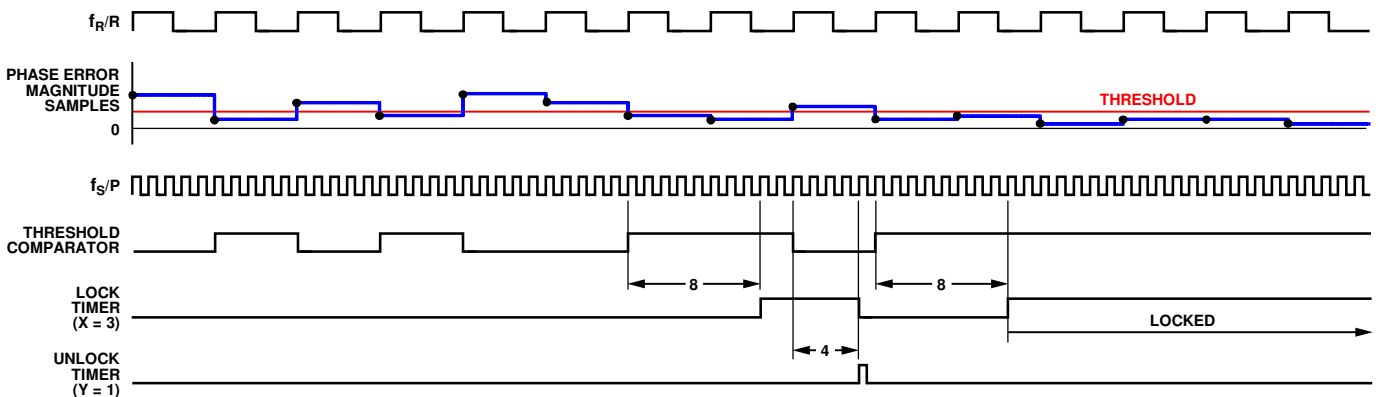 fR/R
PHASE ERROR
MAGNITUDE
SAMPLES
0
THRESHOLD
fS/P
THRESHOLD
COMPARATOR
8
8
LOCK
TIMER
(X = 3)
LOCKED
4
UNLOCK
TIMER
(Y = 1)